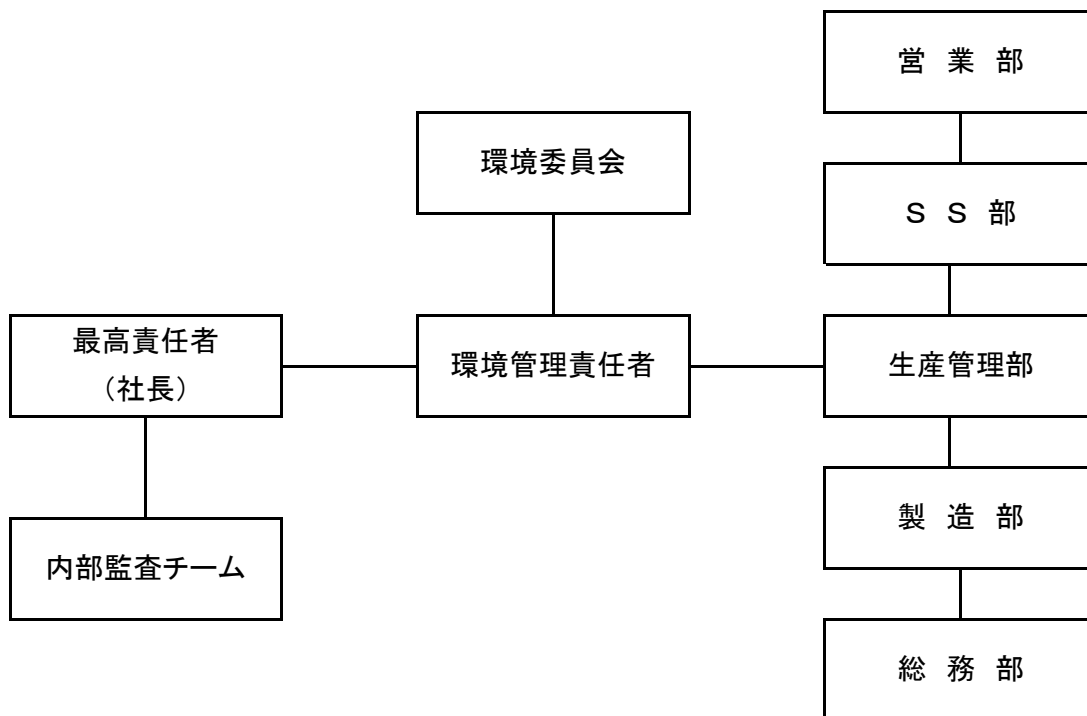 営 業 部
環境委員会
S S 部
最高責任者
（社長）
環境管理責任者
生産管理部
製 造 部
内部監査チーム
総 務 部